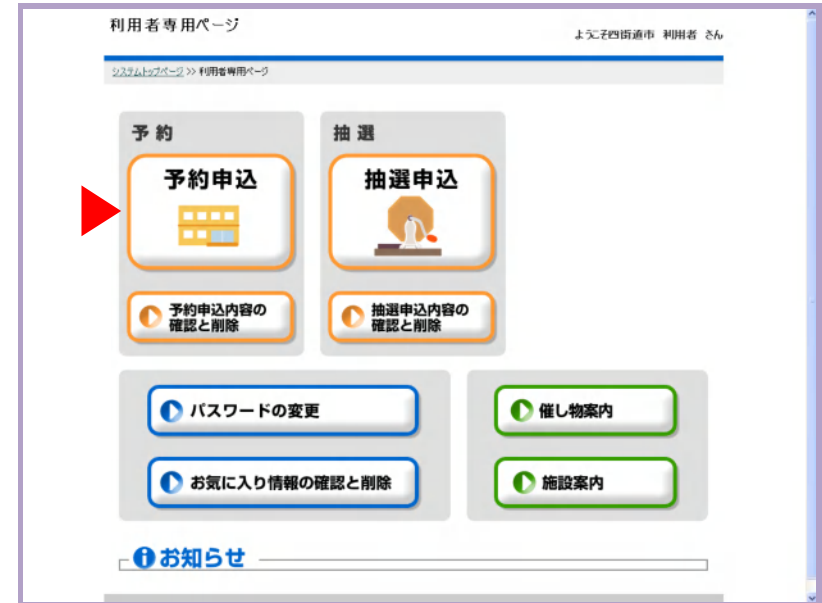 利用者専用ページ
ようこそ四街道市 利用者 さん
システムトップページ >> 利用者専用ページ
予 約
抽 選
予約申込
抽選申込
予約申込内容の
確認と削除
抽選申込内容の
確認と削除
パスワードの変更
催し物案内
お気に入り情報の確認と削除
施設案内
お知らせ